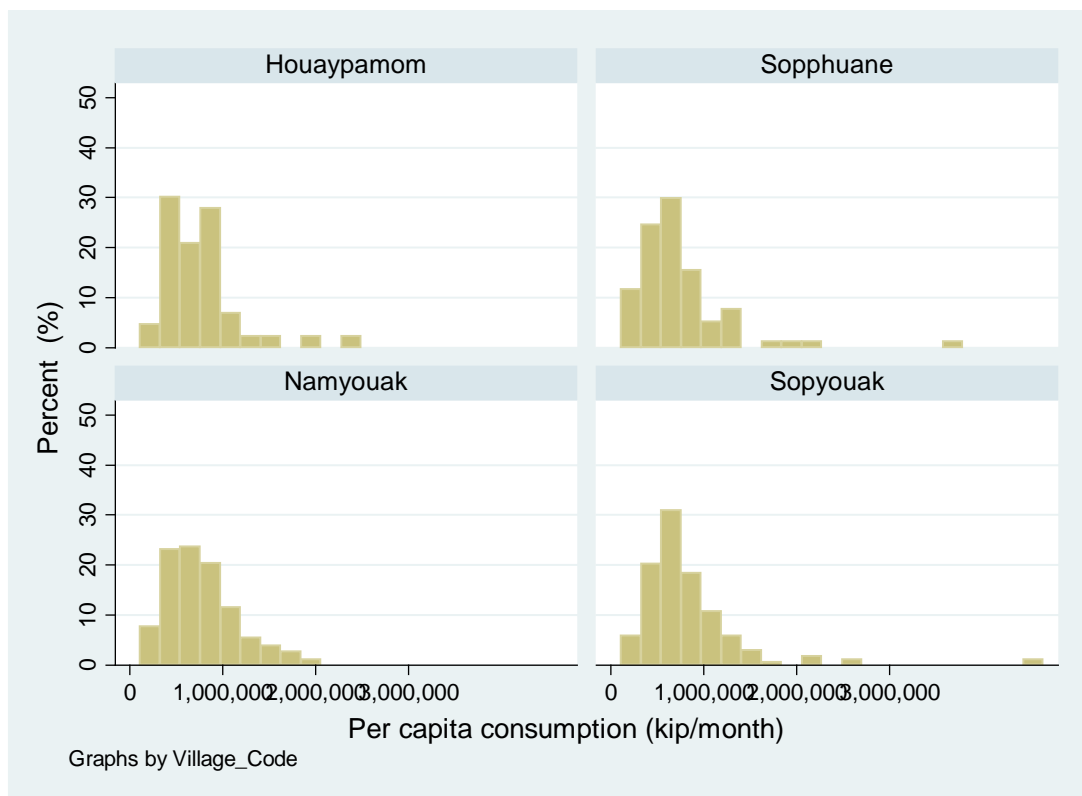 Houaypamom
Sopphuane
50
40
30
20
10
0
Namyouak
Sopyouak
50
40
30
20
10
0
Percent (%)
0 1,000,000 2,000,000 3,000,000
0 1,000,000 2,000,000 3,000,000
Per capita consumption (kip/month)
Graphs by Village_Code